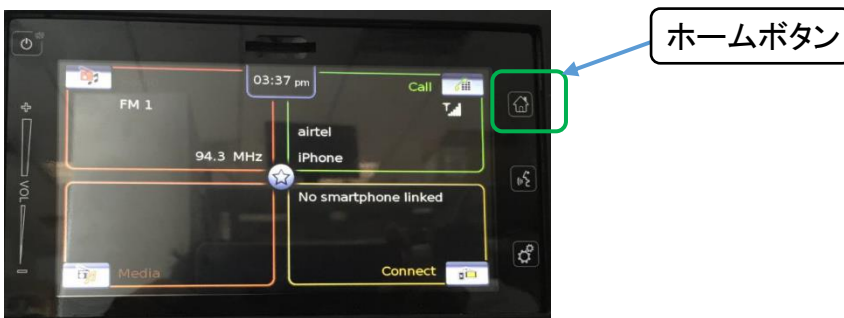 ホームボタン
03:37 pm
Call
FM 1
airtel
94.3 MHz
iPhone
No smartphone linked
VOL
Media
Connect